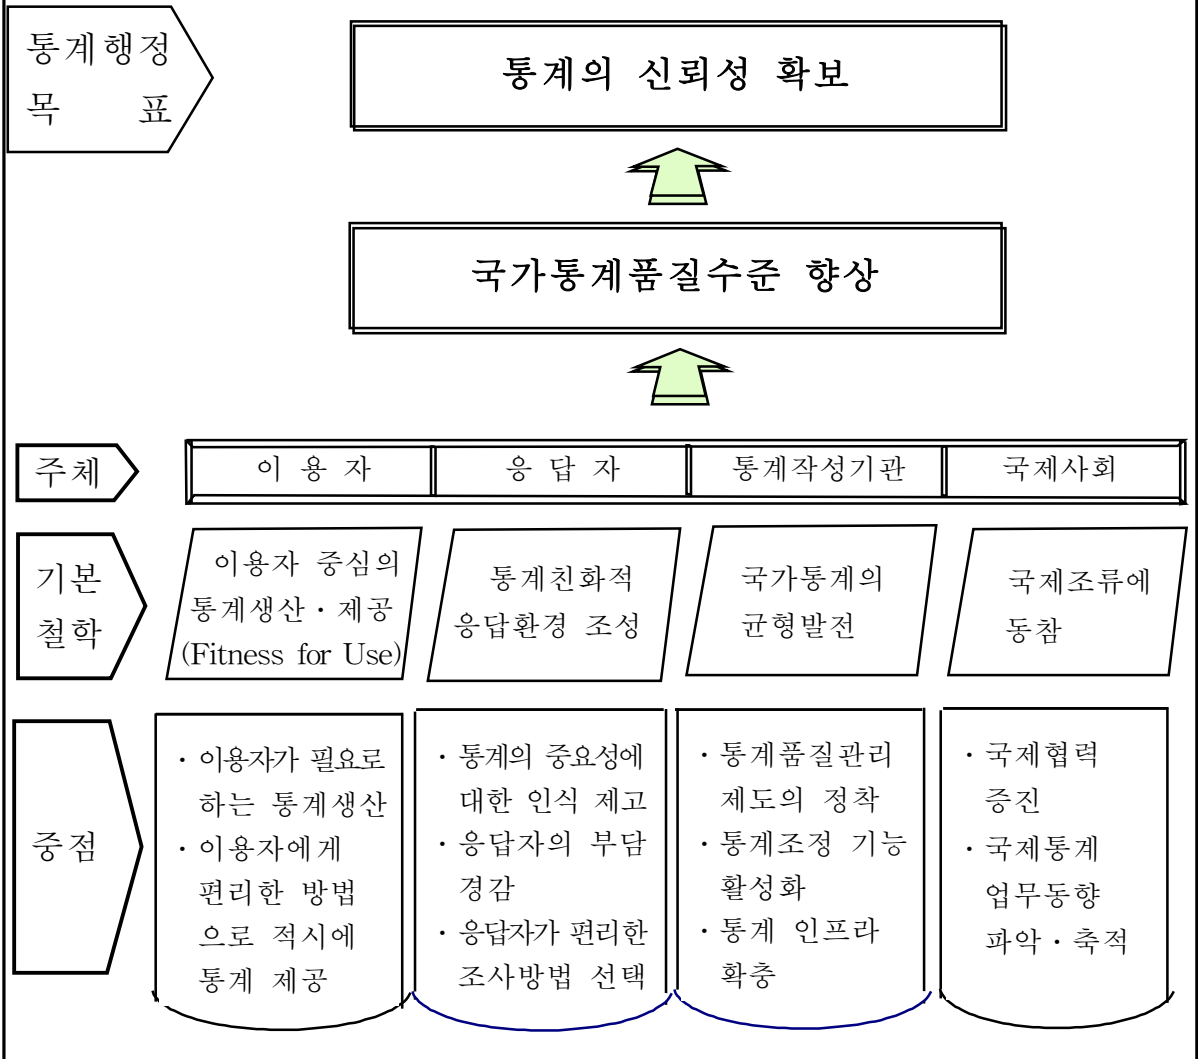 통계행정
목 표
통계의 신뢰성 확보
국가통계품질수준 향상
주체
이 용 자
응 답 자
통계작성기관
국제사회
기본
철학
이용자 중심의
통계생산·제공
(Fitness for Use)
통계친화적
응답환경 조성
국가통계의
균형발전
국제조류에
동참
중점
· 이용자가 필요로
하는 통계생산
· 이용자에게
편리한 방법
으로 적시에
통계 제공
· 통계의 중요성에
대한 인식 제고
· 응답자의 부담
경감
· 응답자가 편리한
조사방법 선택
· 통계품질관리
제도의 정착
· 통계조정 기능
활성화
· 통계 인프라
확충
· 국제협력
증진
· 국제통계
업무동향
파악·축적